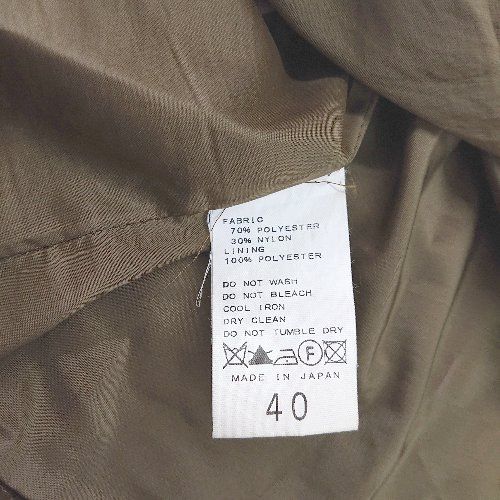 FABRIC
70% POLYESTER
30% NYLON
LINING
100% POLYESTER
DO NOT WASH
DO NOT BLEACH
COOL IRON
DRY CLEAN
DO NOT TUMBLE DRY
F
MADE IN JAPAN
40